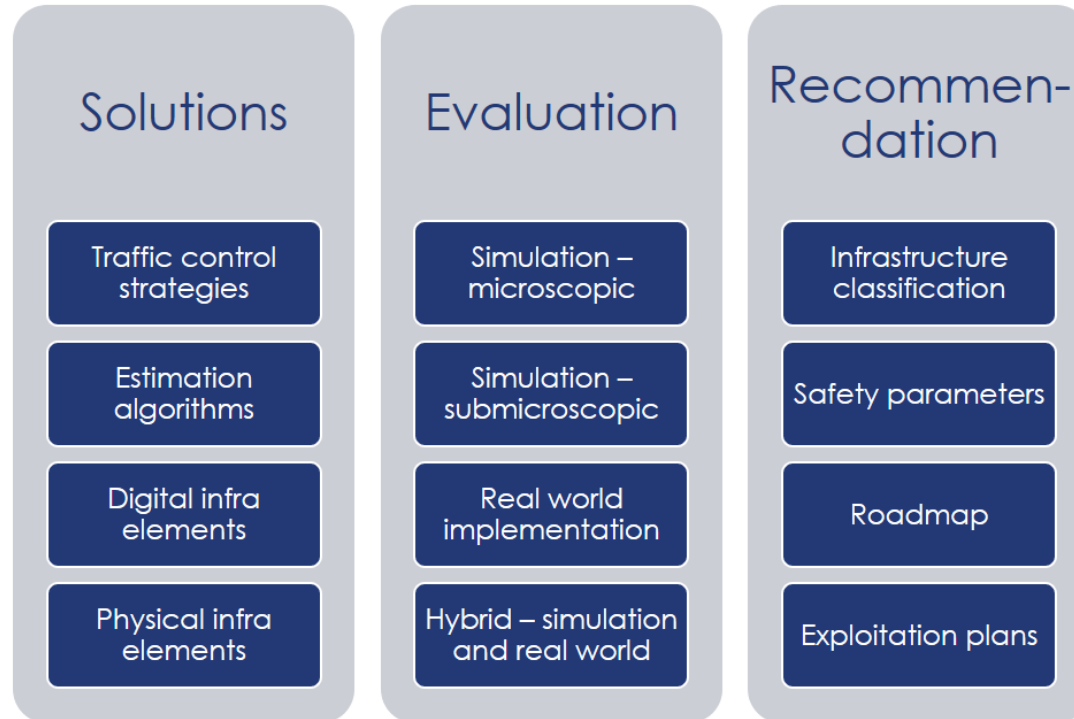 Solutions
Traffic control
strategies
Estimation
algorithms
Digital infra
elements
Physical infra
elements
Evaluation
Simulation –
microscopic
Simulation –
submicroscopic
Real world
implementation
Hybrid – simulation
and real world
Recommen-
dation
Infrastructure
classification
Safety parameters
Roadmap
Exploitation plans